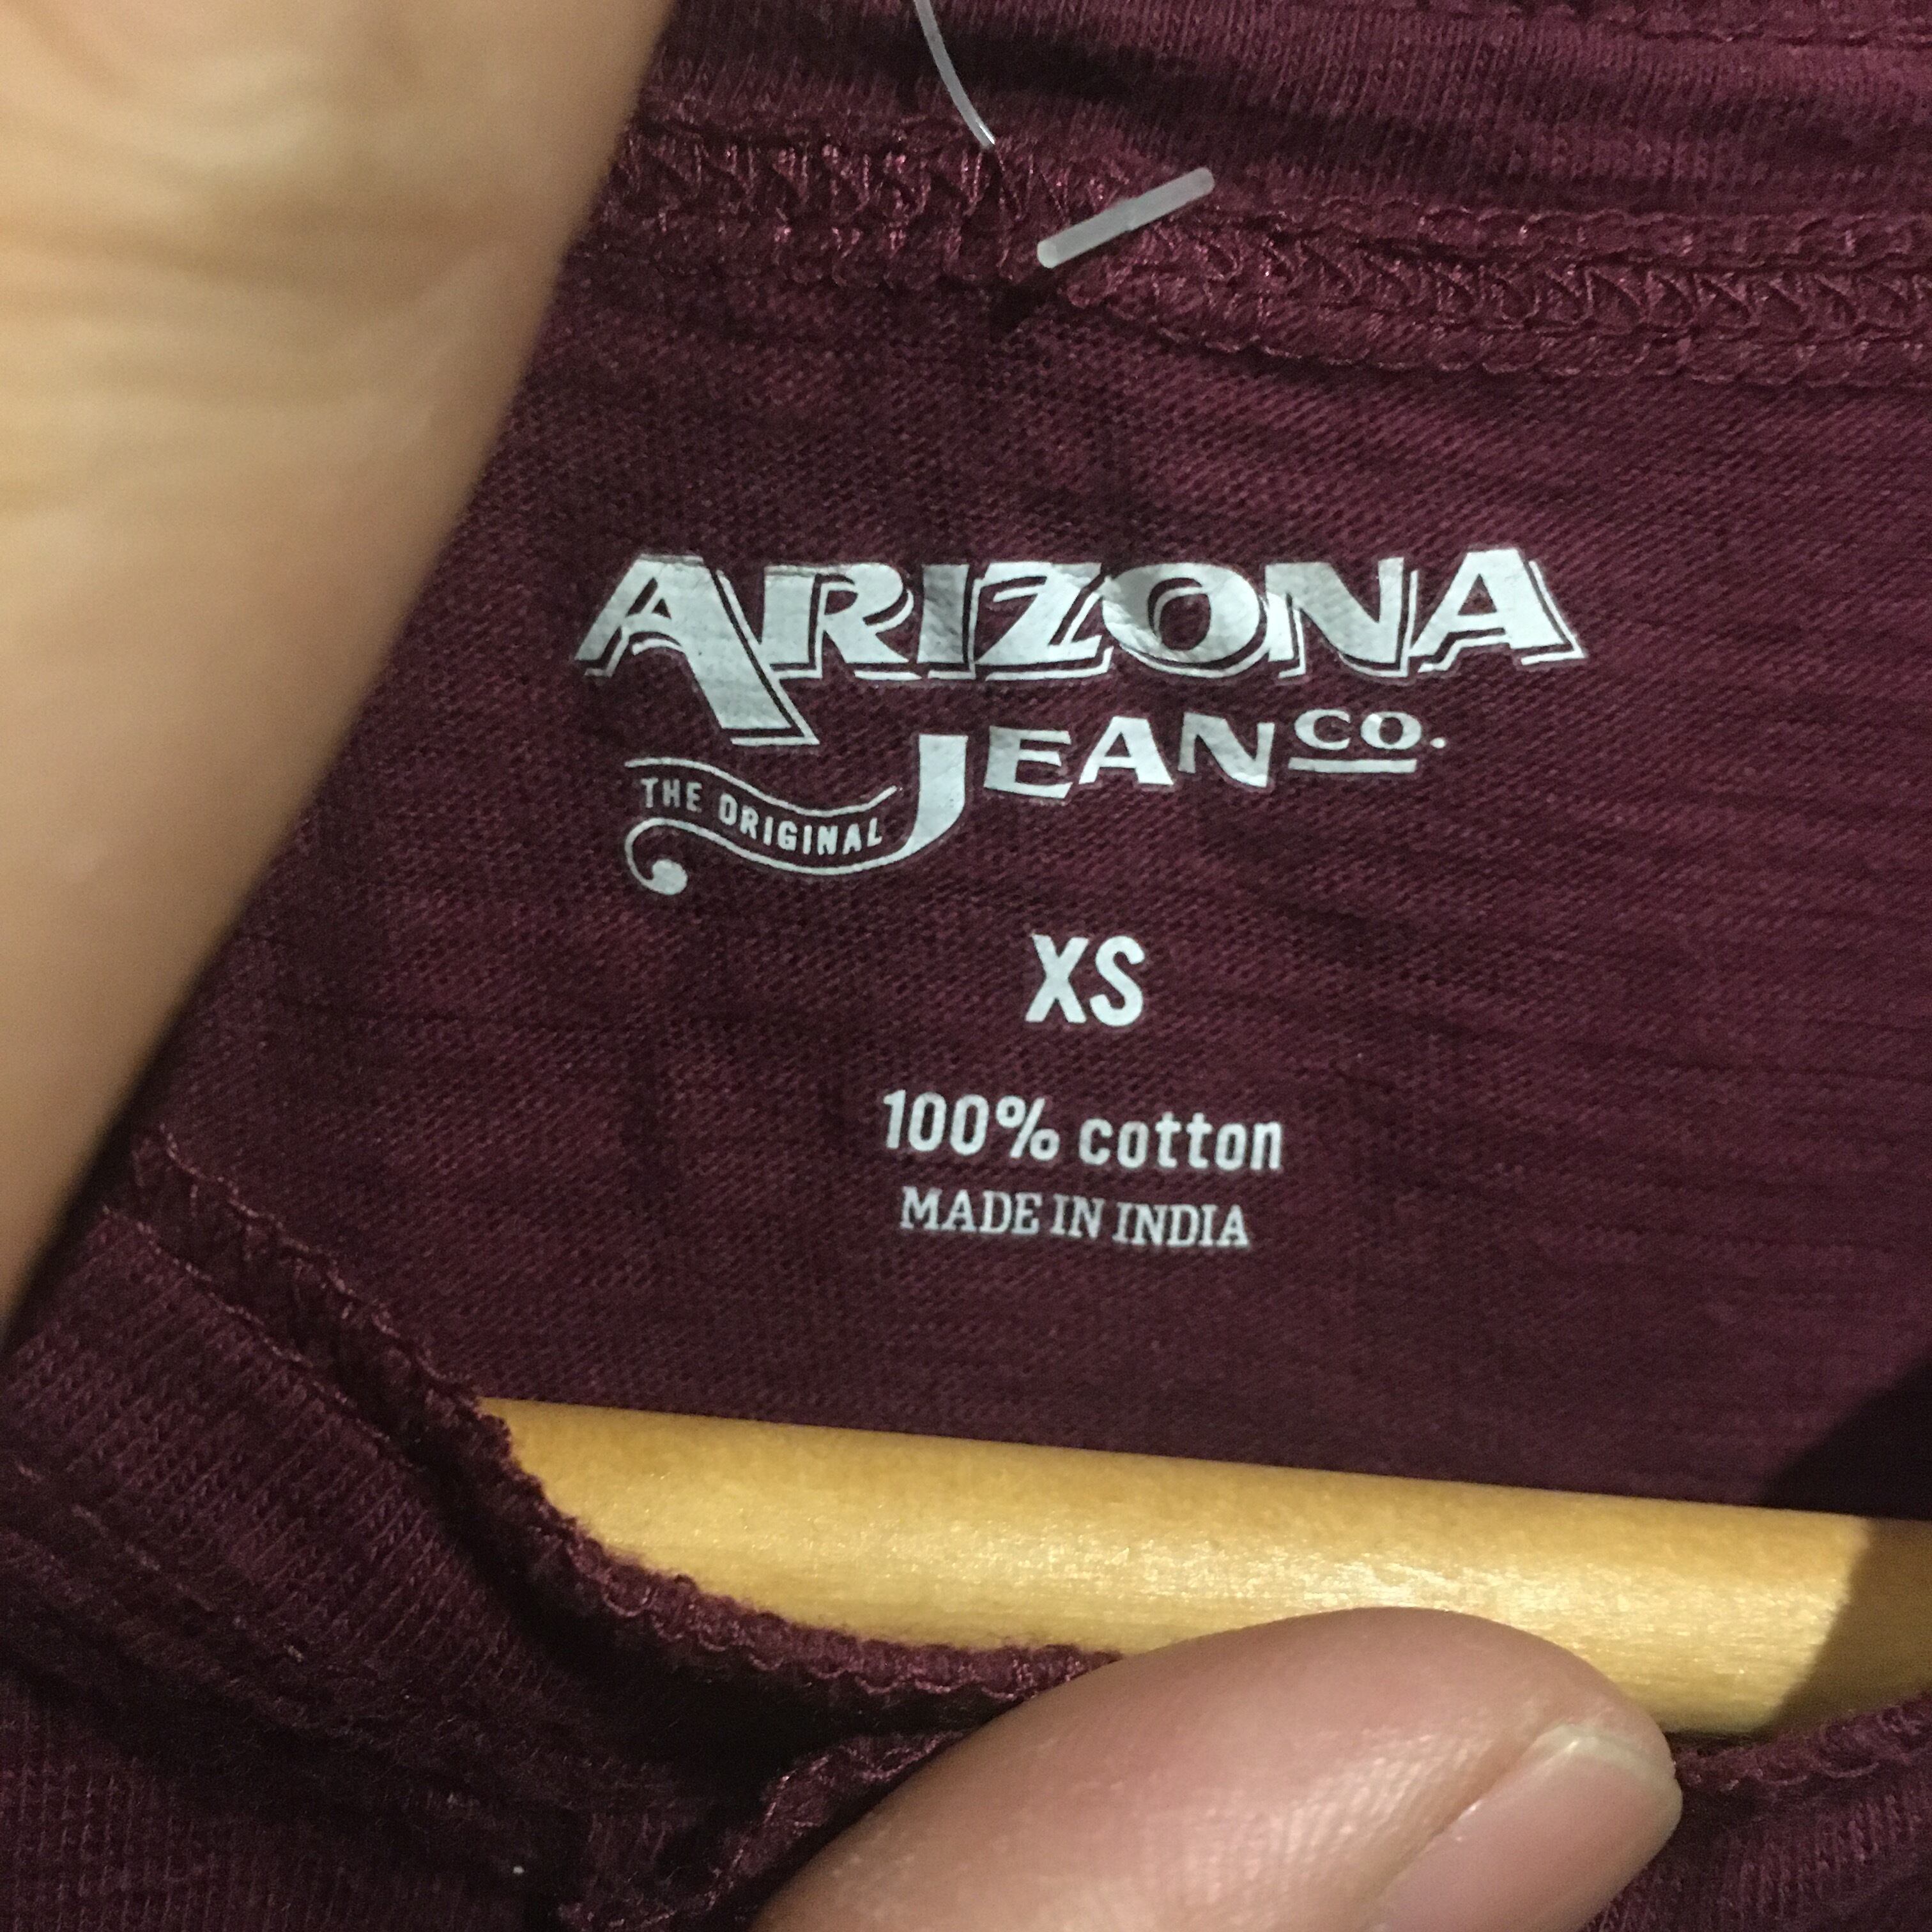 ARIZONA
JEAN CO.
THE ORIGINAL
XS
100% cotton
MADE IN INDIA